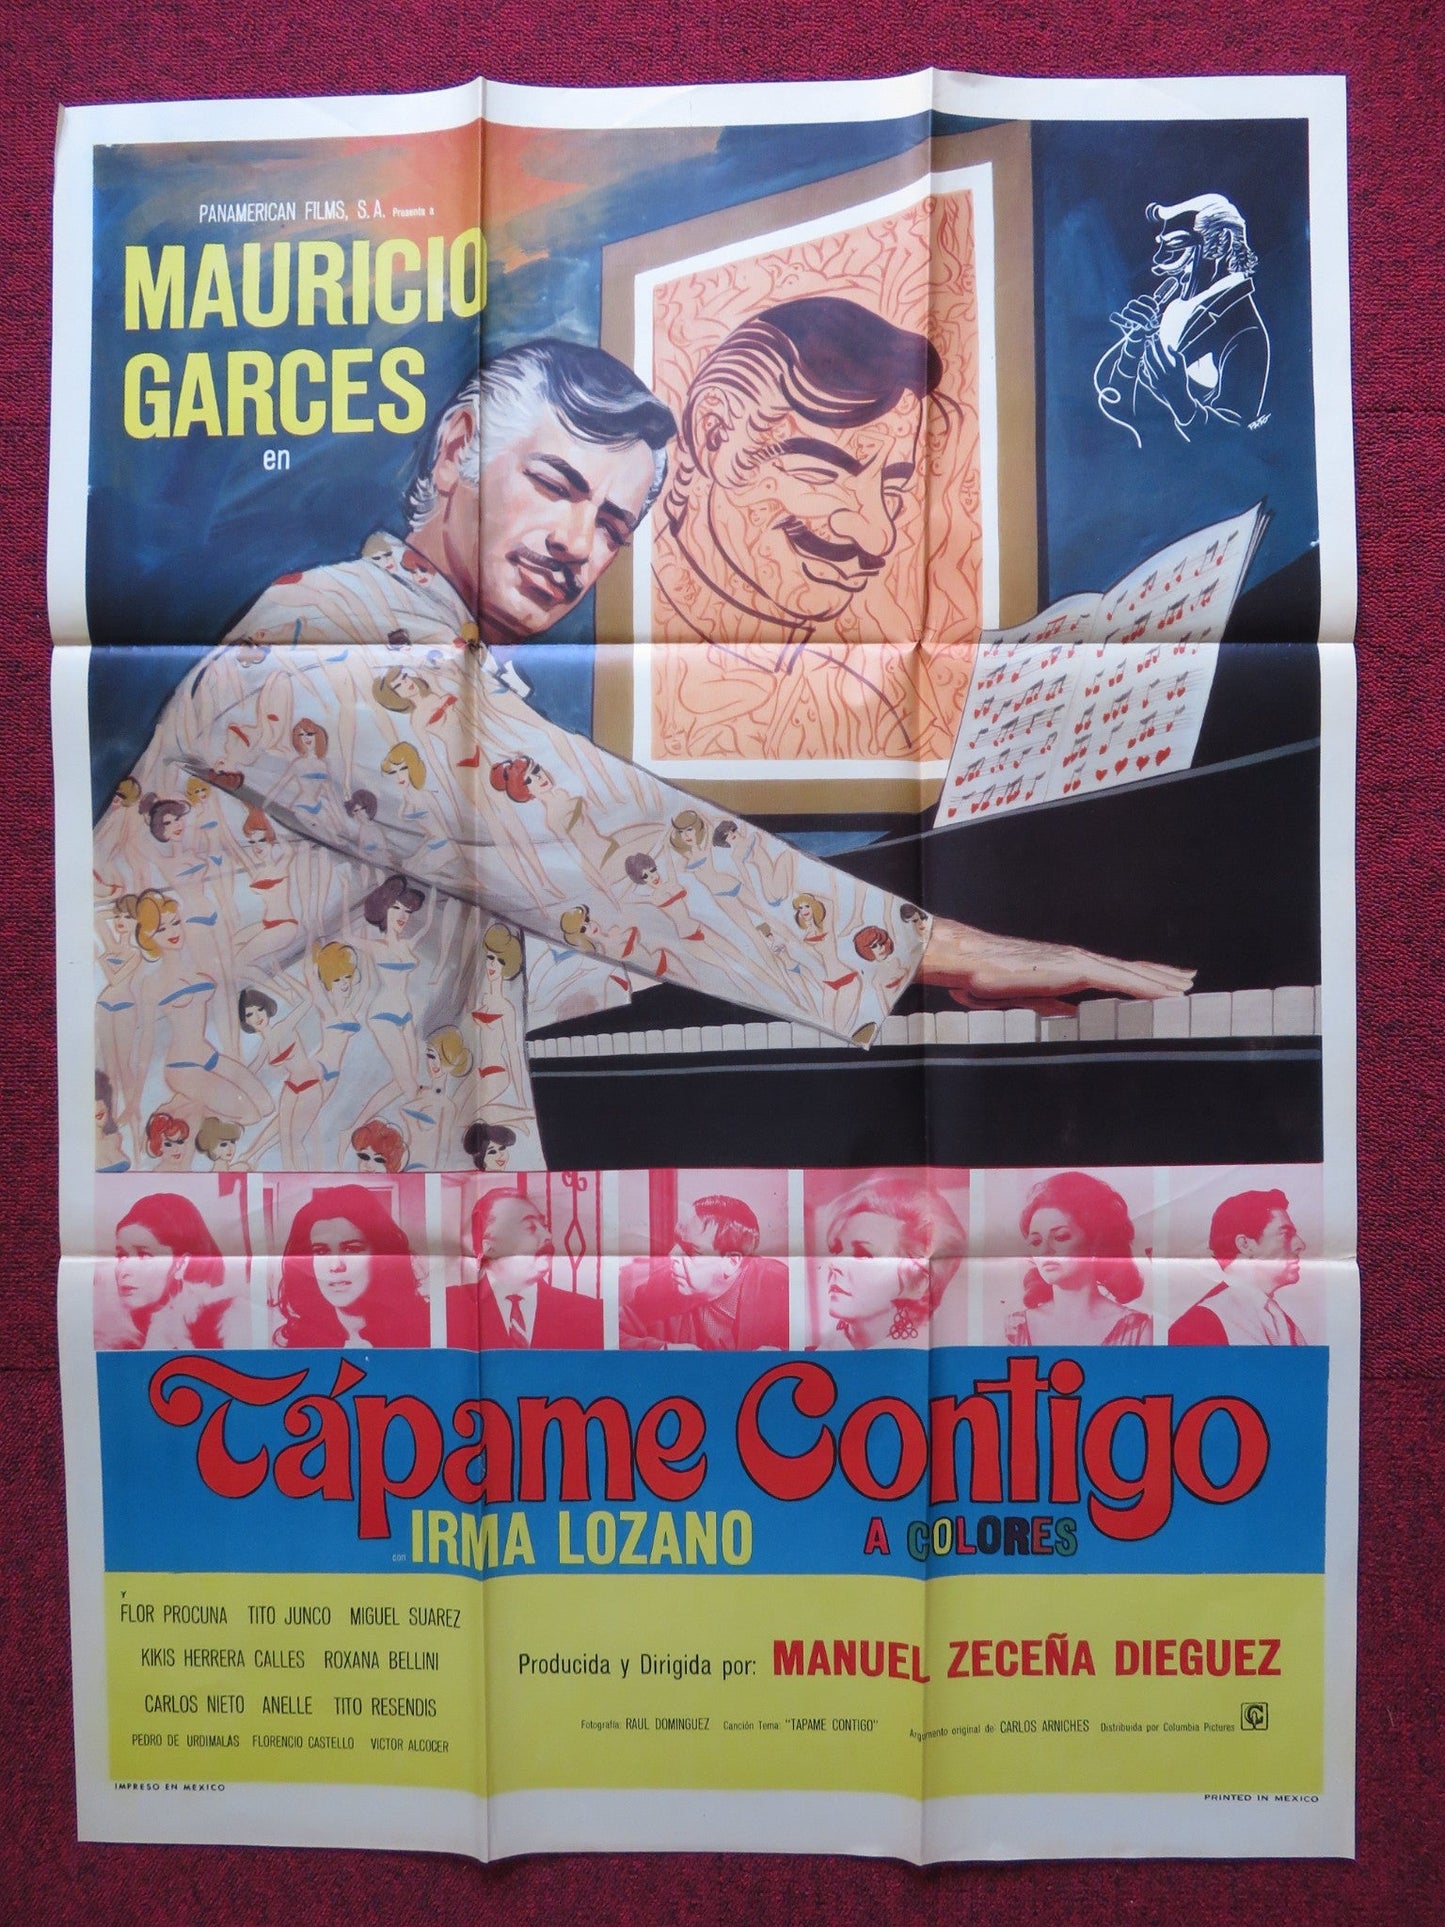 PANAMERICAN FILMS, S.A. Presenta a
MAURICIO
GARCES
en
Tápame Contigo
con IRMA LOZANO
A COLORES
Y
FLOR PROCUNA TITO JUNCO MIGUEL SUAREZ
KIKIS HERRERA CALLES ROXANA BELLINI
CARLOS NIETO ANELLE TITO RESENDIS
PEDRO DE URDIMALAS FLORENCIO CASTELLO VICTOR ALCOCER
Producida y Dirigida por: MANUEL ZECEÑA DIEGUEZ
Fotografía: RAUL DOMINGUEZ Canción Tema: "TAPAME CONTIGO" Argumento original de: CARLOS ARNICHES Distribuida por Columbia Pictures
IMPRESO EN MEXICO
PRINTED IN MEXICO